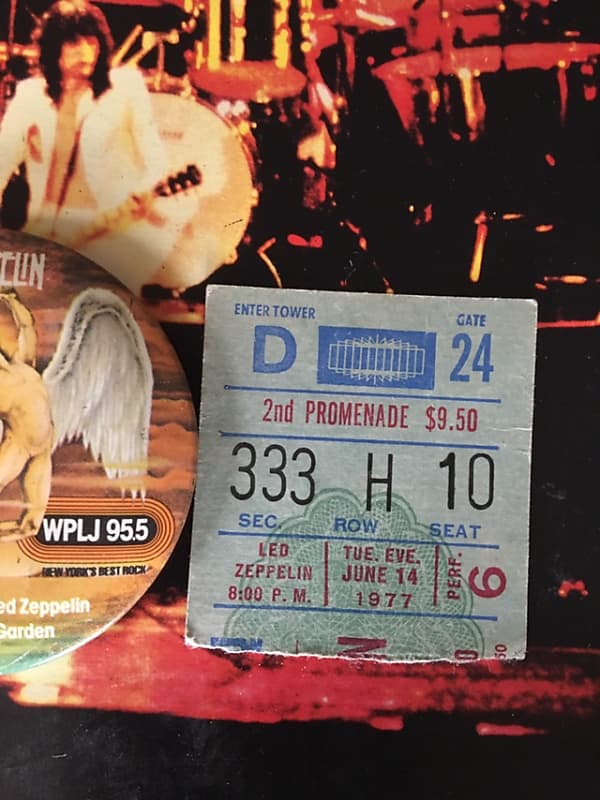 ELIN
WPLJ 95.5
NEW YORK'S BEST ROCK
ed Zeppelin
Garden
ENTER TOWER
GATE
D
24
2nd PROMENADE $9.50
333 H 10
SEC. ROW SEAT
LED
ZEPPELIN
8:00 P. M.
TUE. EVE.
JUNE 14
1977
PERF. 6